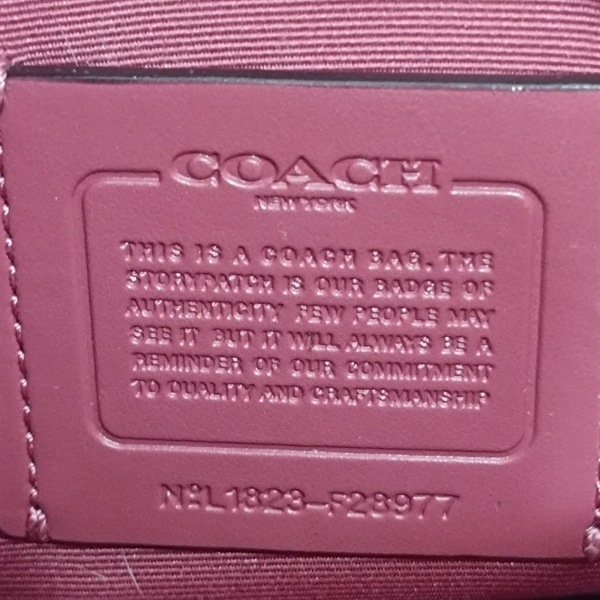 COACH
NEW YORK
THIS IS A COACH BAG. THE
STORYPATCH IS OUR BADGE OF
AUTHENTICITY FEW PEOPLE MAY
SEE IT BUT IT WILL ALWAYS BE A
REMINDER OF OUR COMMITMENT
TO QUALITY AND CRAFTSMANSHIP
Nº:L1823-F28977